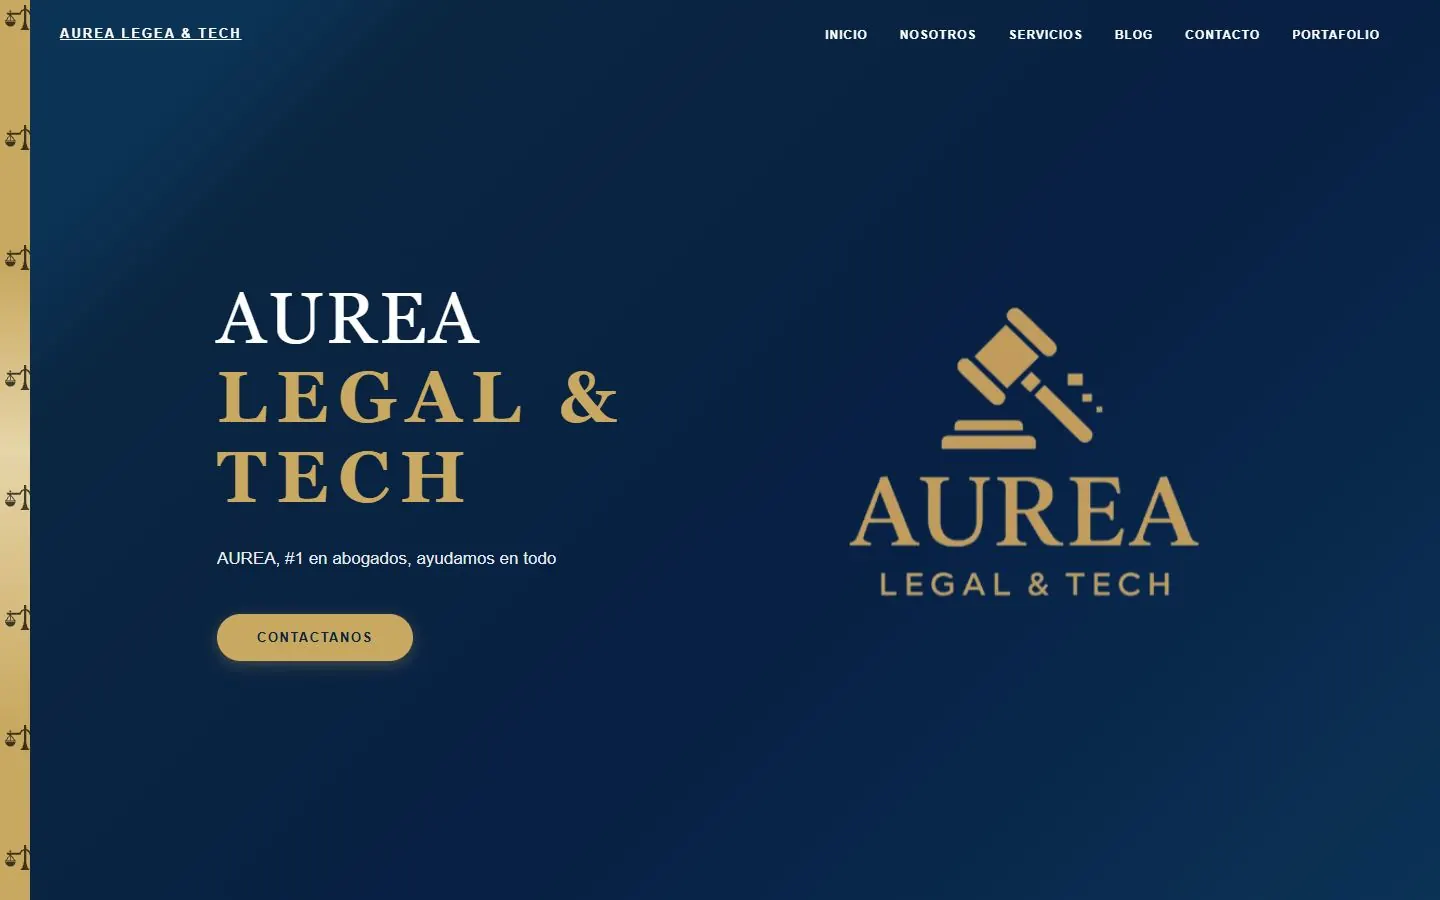 AUREA LEGEA & TECH
INICIO NOSOTROS SERVICIOS BLOG CONTACTO PORTAFOLIO
AUREA
LEGAL &
TECH
AUREA, #1 en abogados, ayudamos en todo
CONTACTANOS
AUREA
LEGAL & TECH